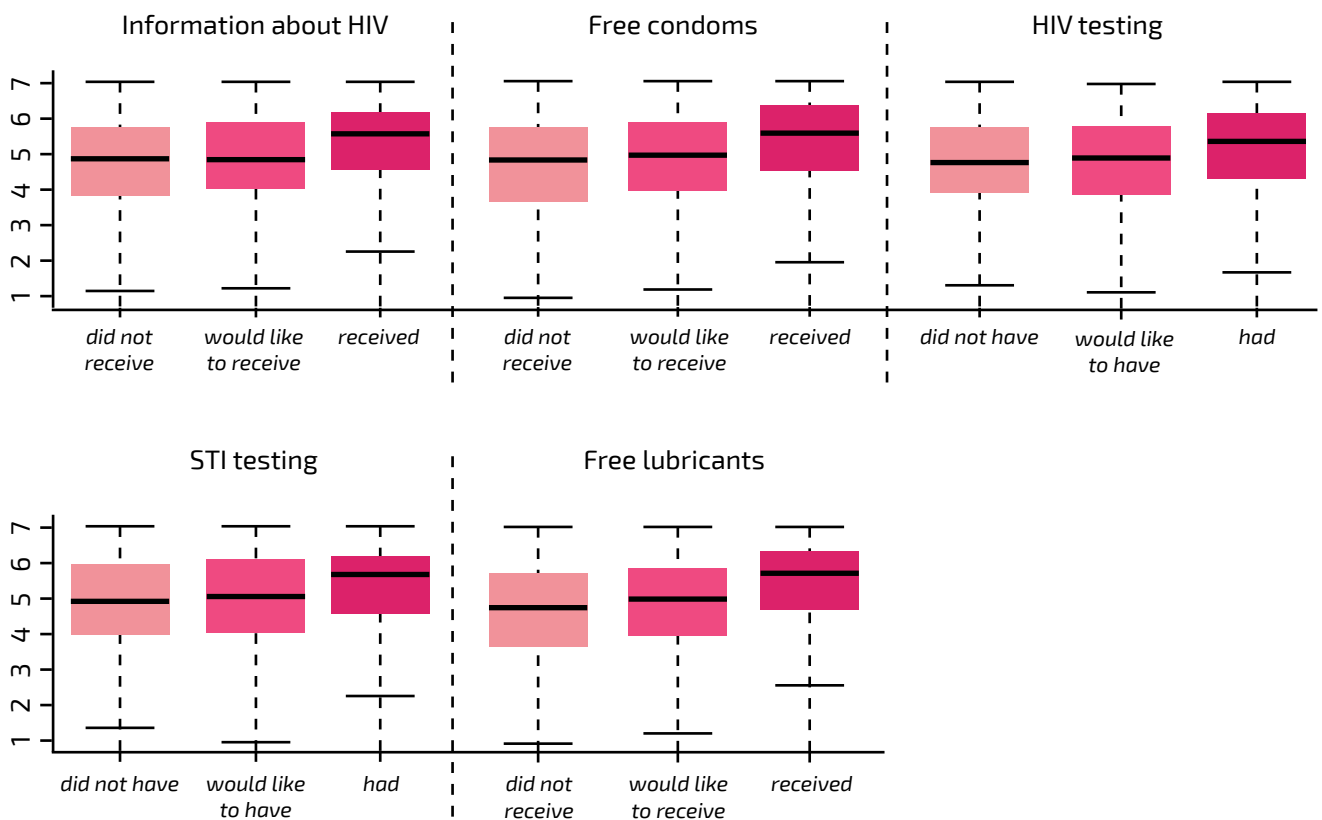 Information about HIV
Free condoms
HIV testing
7
6
5
4
3
2
1
did not
receive
would like
to receive
received
did not
receive
would like
to receive
received
did not have
would like
to have
had
STI testing
Free lubricants
7
6
5
4
3
2
1
did not have
would like
to have
had
did not
receive
would like
to receive
received